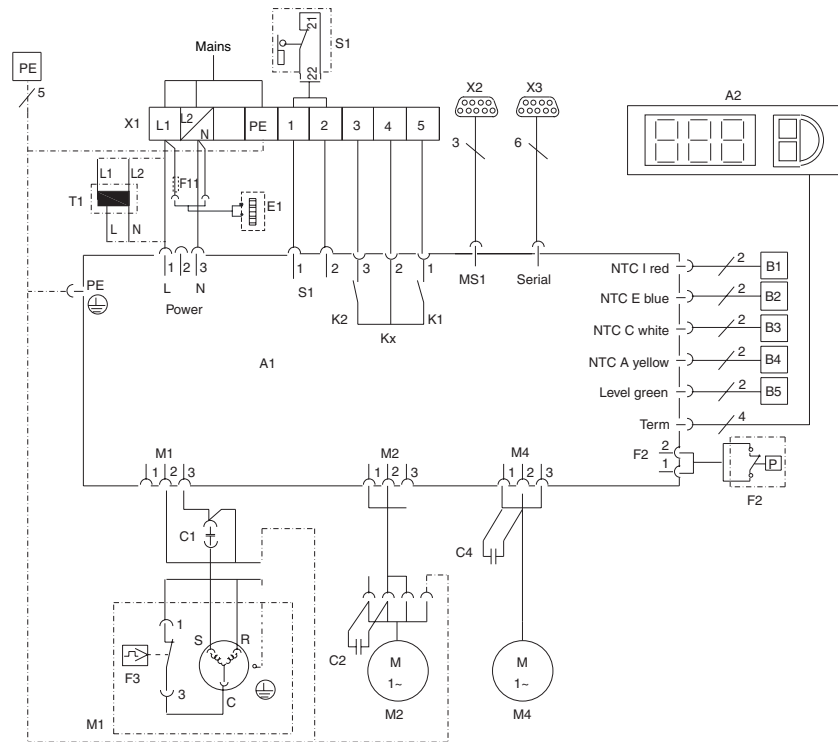 Mains
21
22
S1
PE
5
X2
X3
A2
X1
L1
L2
N
PE
1
2
3
4
5
3
6
L1
L2
T1
L
N
F11
E1
1
2
3
L
N
Power
1
2
S1
3
2
1
K2
K1
Kx
MS1
Serial
PE
A1
NTC I red
2
B1
NTC E blue
2
B2
NTC C white
2
B3
NTC A yellow
2
B4
Level green
2
B5
Term
4
F2
2
1
P
F2
M1
1
2
3
M2
1
2
3
M4
1
2
3
C1
C4
C2
1
S
R
F3
3
C
M1
M
1~
M2
M
1~
M4